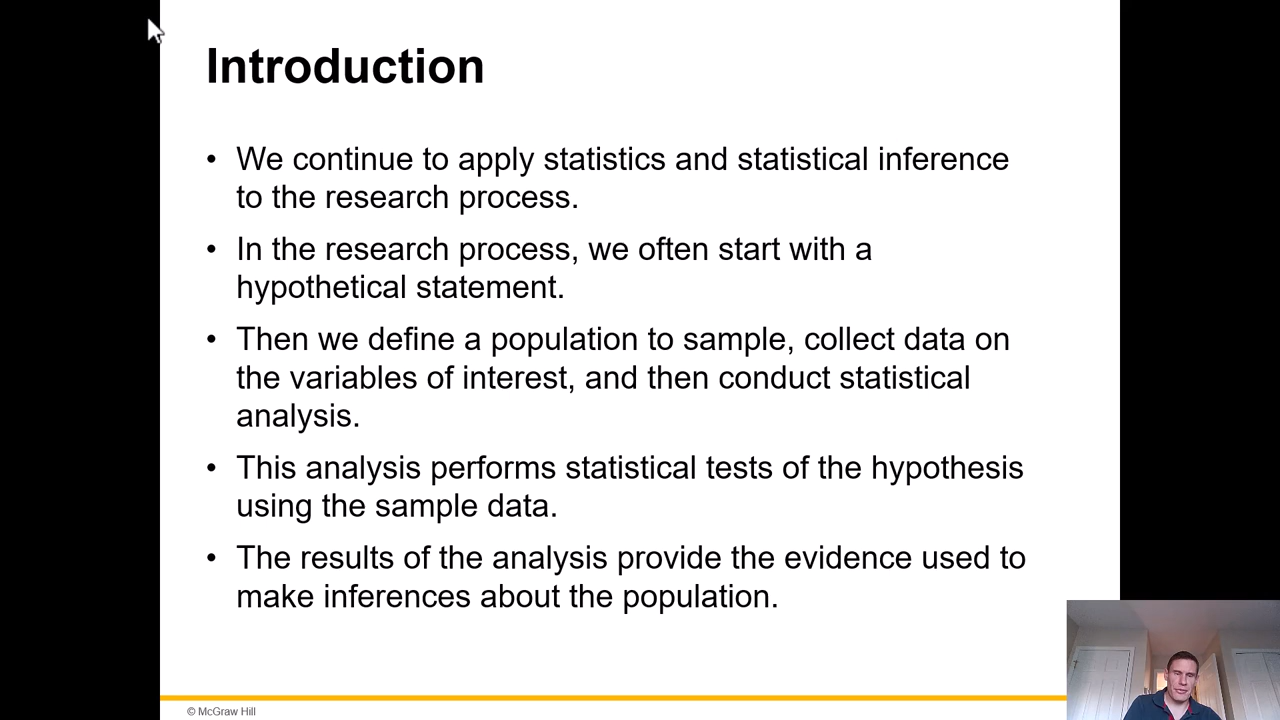 Introduction
• We continue to apply statistics and statistical inference
to the research process.
• In the research process, we often start with a
hypothetical statement.
• Then we define a population to sample, collect data on
the variables of interest, and then conduct statistical
analysis.
• This analysis performs statistical tests of the hypothesis
using the sample data.
• The results of the analysis provide the evidence used to
make inferences about the population.
© McGraw Hill